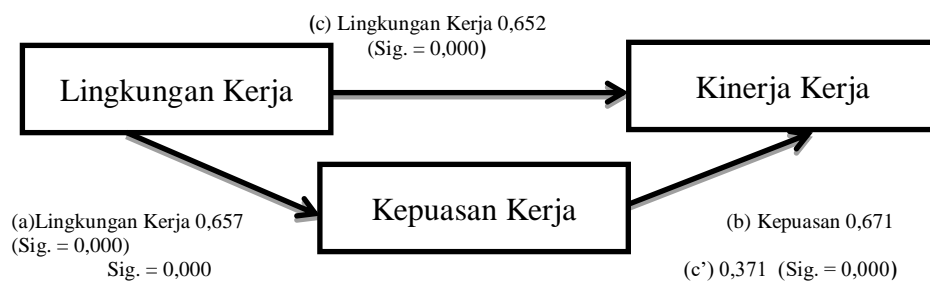 (c) Lingkungan Kerja 0,652
(Sig. = 0,000)
Lingkungan Kerja
Kinerja Kerja
Kepuasan Kerja
(a)Lingkungan Kerja 0,657
(Sig. = 0,000)
Sig. = 0,000
(b) Kepuasan 0,671
(c’) 0,371 (Sig. = 0,000)